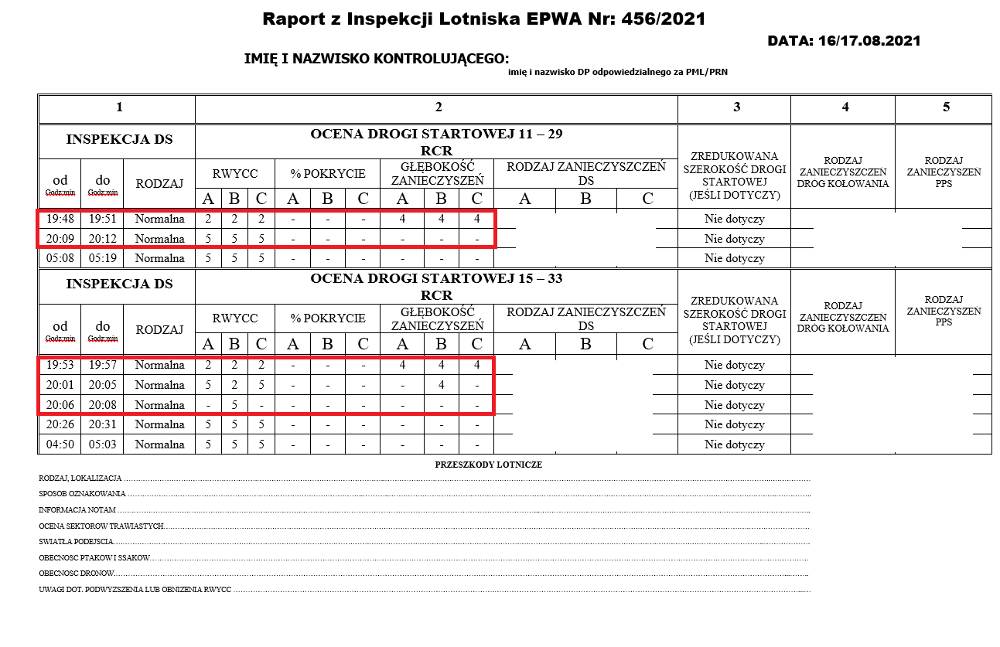 Raport z Inspekcji Lotniska EPWA Nr: 456/2021
DATA: 16/17.08.2021
IMIĘ I NAZWISKO KONTROLUJĄCEGO:
imię i nazwisko DP odpowiedzialnego za PML/PRN
1 2 3 4 5
INSPEKCJA DS
OCENA DROGI STARTOWEJ 11 – 29
RCR
ZREDUKOWANA
SZEROKOŚĆ DROGI
STARTOWEJ
(JEŚLI DOTYCZY)
RODZAJ
ZANIECZYSZCZEŃ
DRÓG KOŁOWANIA
RODZAJ
ZANIECZYSZEŃ
PPS
od
Godz:min
do
Godz:min
RODZAJ
RWYCC
% POKRYCIE
GŁĘBOKOŚĆ
ZANIECZYSZEŃ
RODZAJ ZANIECZYSZCZEŃ
DS
A B C A B C A B C A B C
19:48 19:51 Normalna 2 2 2 - - - 4 4 4 Nie dotyczy
20:09 20:12 Normalna 5 5 5 - - - - - - Nie dotyczy
05:08 05:19 Normalna 5 5 5 - - - - - - Nie dotyczy
INSPEKCJA DS
OCENA DROGI STARTOWEJ 15 – 33
RCR
ZREDUKOWANA
SZEROKOŚĆ DROGI
STARTOWEJ
(JEŚLI DOTYCZY)
RODZAJ
ZANIECZYSZCZEŃ
DRÓG KOŁOWANIA
RODZAJ
ZANIECZYSZEŃ
PPS
od
Godz:min
do
Godz:min
RODZAJ
RWYCC
% POKRYCIE
GŁĘBOKOŚĆ
ZANIECZYSZEŃ
RODZAJ ZANIECZYSZCZEŃ
DS
A B C A B C A B C A B C
19:53 19:57 Normalna 2 2 2 - - - 4 4 4 Nie dotyczy
20:01 20:05 Normalna 5 2 5 - - - - 4 - Nie dotyczy
20:06 20:08 Normalna - 5 - - - - - - - Nie dotyczy
20:26 20:31 Normalna 5 5 5 - - - - - - Nie dotyczy
04:50 05:03 Normalna 5 5 5 - - - - - - Nie dotyczy
PRZESZKODY LOTNICZE
RODZAJ, LOKALIZACJA
SPOSOB OZNAKOWANIA
INFORMACJA NOTAM
OCENA SEKTOROW TRAWIASTYCH
SWIATŁA PODEJSCIA
OBECNOSC PTAKOW I SSAKOW
OBECNOSC DRONOW
UWAGI DOT. PODWYZSZENIA LUB OBNIZENIA RWYCC